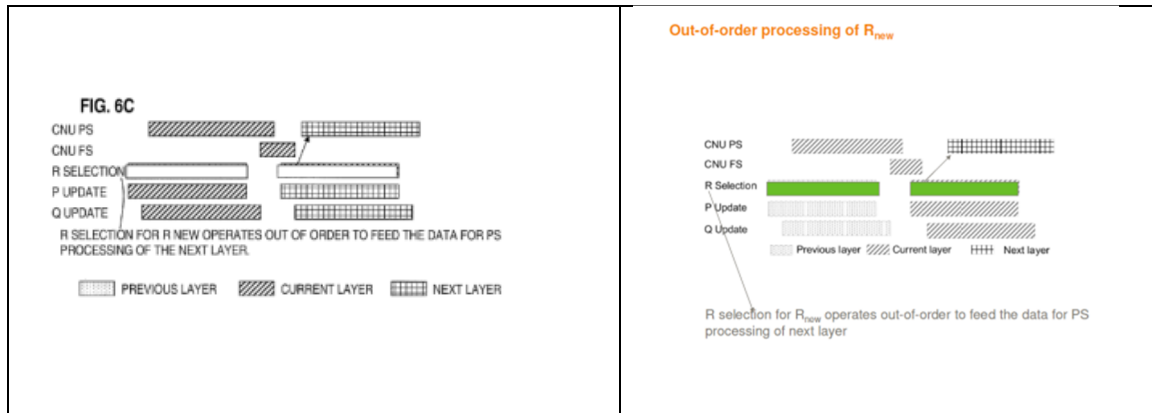 FIG. 6C
CNU PS
CNU FS
R SELECTION
P UPDATE
Q UPDATE
R SELECTION FOR R NEW OPERATES OUT OF ORDER TO FEED THE DATA FOR PS
PROCESSING OF THE NEXT LAYER.
PREVIOUS LAYER CURRENT LAYER NEXT LAYER
Out-of-order processing of Rnew
CNU PS
CNU FS
R Selection
P Update
Q Update
Previous layer Current layer Next layer
R selection for Rnew operates out-of-order to feed the data for PS
processing of next layer